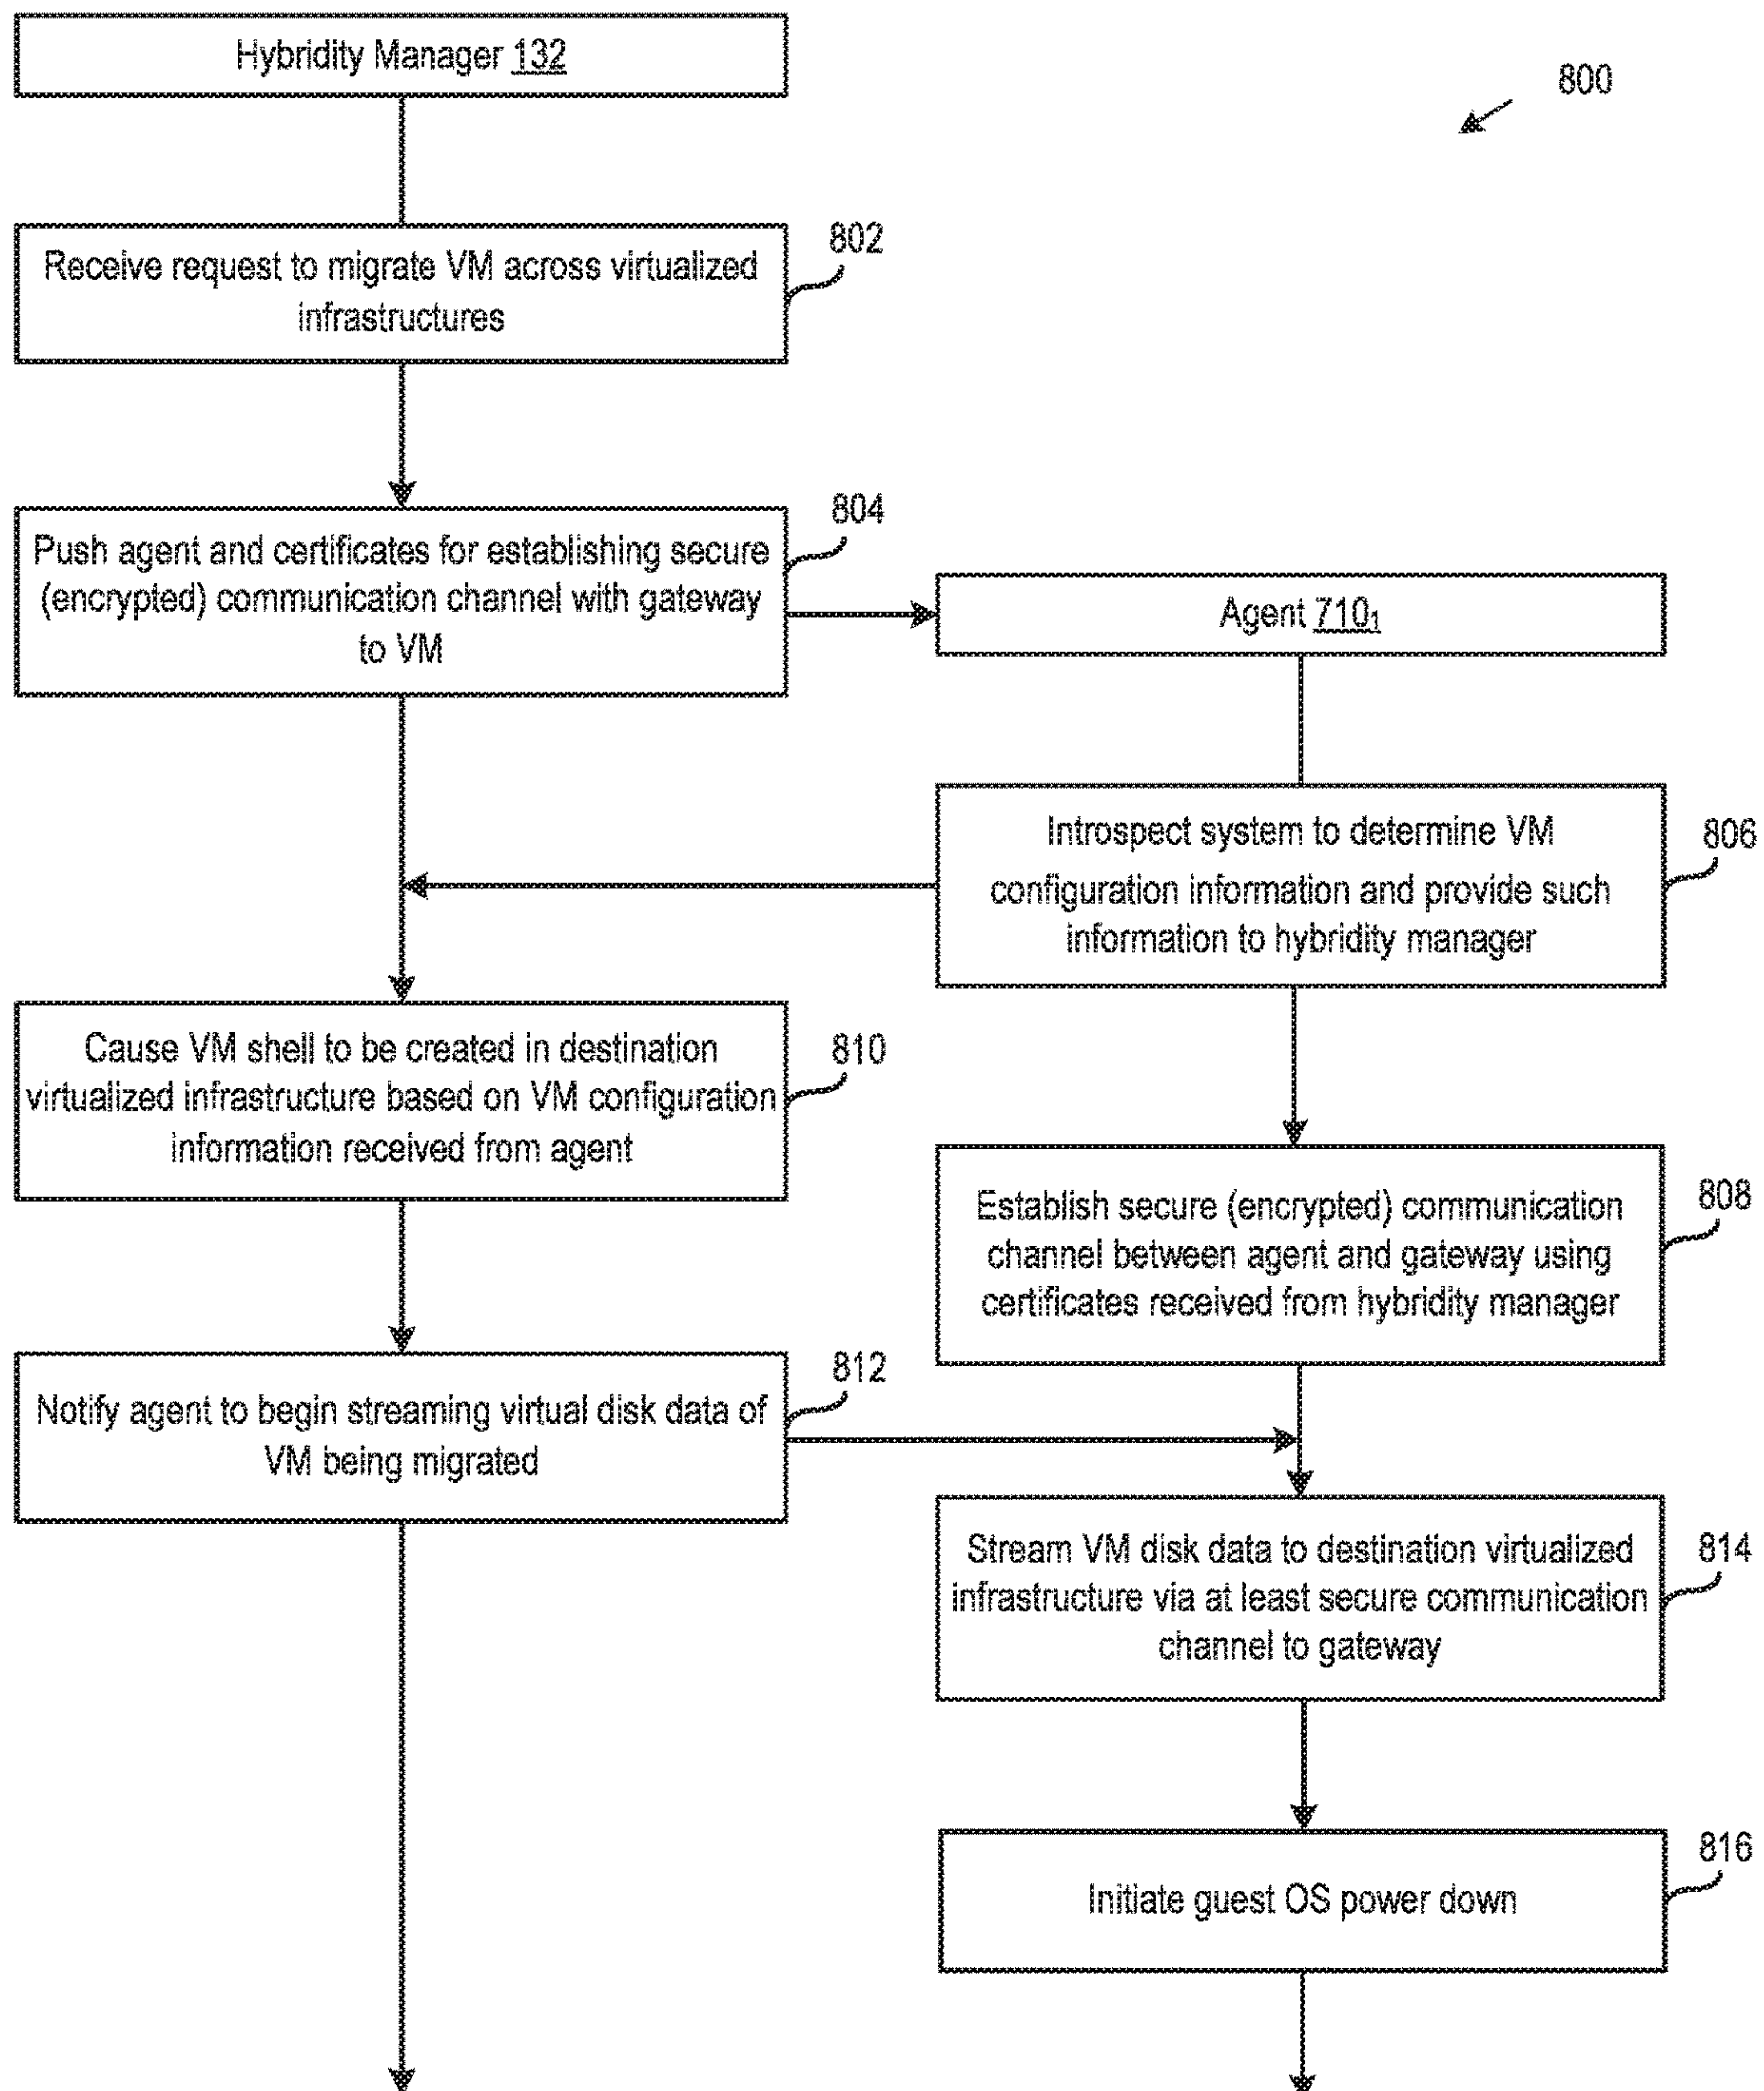 Hybridity Manager 132
800
802
Receive request to migrate VM across virtualized
infrastructures
804
Push agent and certificates for establishing secure
(encrypted) communication channel with gateway
to VM
Agent 710₁
806
Introspect system to determine VM
configuration information and provide such
information to hybridity manager
810
Cause VM shell to be created in destination
virtualized infrastructure based on VM configuration
information received from agent
808
Establish secure (encrypted) communication
channel between agent and gateway using
certificates received from hybridity manager
812
Notify agent to begin streaming virtual disk data of
VM being migrated
814
Stream VM disk data to destination virtualized
infrastructure via at least secure communication
channel to gateway
816
Initiate guest OS power down